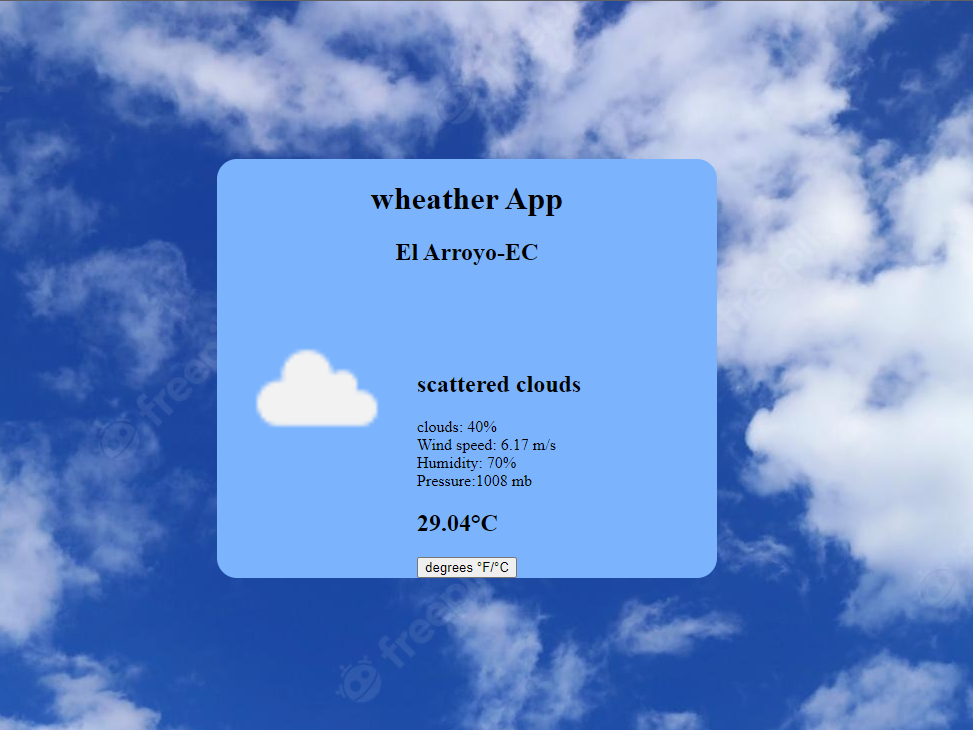 wheather App
El Arroyo-EC
scattered clouds
clouds: 40%
Wind speed: 6.17 m/s
Humidity: 70%
Pressure:1008 mb
29.04°C
degrees °F/°C